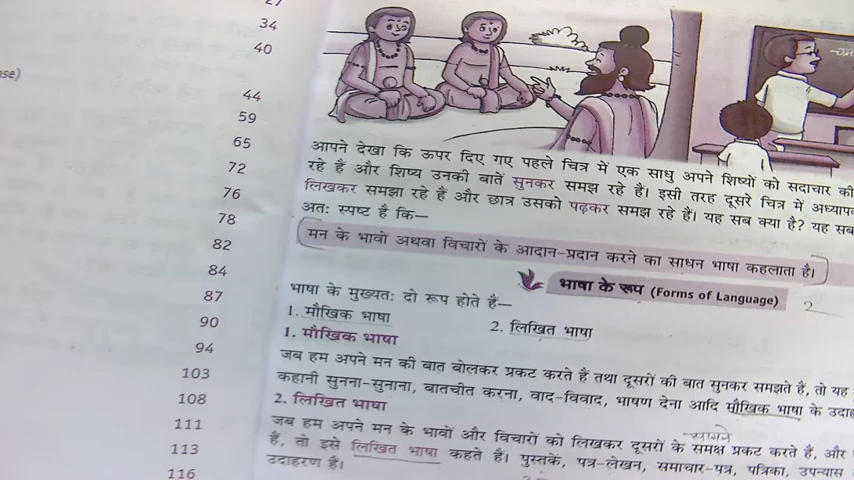 34
40
44
59
65
72
76
78
82
84
87
90
94
103
108
111
113
116
आपने देखा कि ऊपर दिए गए पहले चित्र में एक साधु अपने शिष्यों को सदाचार की
रहे हैं और शिष्य उनकी बातें सुनकर समझ रहे हैं। इसी तरह दूसरे चित्र में
लिखकर समझा रहे हैं और छात्र उसको पढ़कर समझ रहे हैं। यह सब क्या है? यह सब
अतः स्पष्ट है कि—
मन के भावों अथवा विचारों के आदान-प्रदान करने का साधन भाषा कहलाता है।
भाषा के रूप (Forms of Language) 2
भाषा के मुख्यतः दो रूप होते हैं—
1. मौखिक भाषा 2. लिखित भाषा
1. मौखिक भाषा
जब हम अपने मन की बात बोलकर प्रकट करते हैं तथा दूसरों की बात सुनकर समझते हैं, तो यह
कहानी सुनना-सुनाना, बातचीत करना, वाद-विवाद, भाषण देना आदि मौखिक भाषा के
2. लिखित भाषा
सामने
जब हम अपने मन के भावों और विचारों को लिखकर दूसरों के समक्ष प्रकट करते हैं, और
हैं, तो इसे लिखित भाषा कहते हैं। पुस्तकें, पत्र-लेखन, समाचार-पत्र, पत्रिका, उपन्यास
उदाहरण हैं।